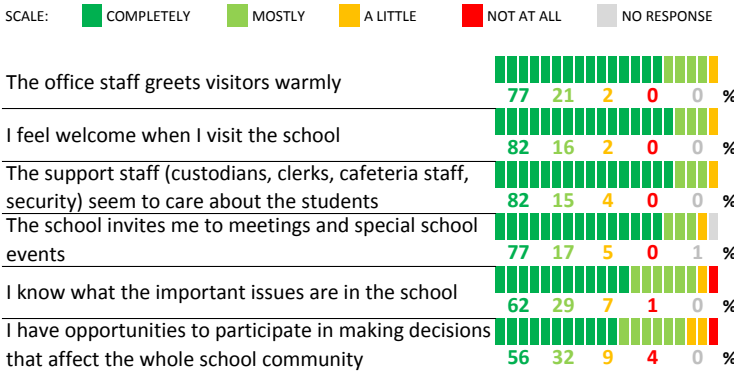 SCALE: COMPLETELY MOSTLY A LITTLE NOT AT ALL NO RESPONSE
The office staff greets visitors warmly
77 21 2 0 0 %
I feel welcome when I visit the school
82 16 2 0 0 %
The support staff (custodians, clerks, cafeteria staff,
security) seem to care about the students
82 15 4 0 0 %
The school invites me to meetings and special school
events
77 17 5 0 1 %
I know what the important issues are in the school
62 29 7 1 0 %
I have opportunities to participate in making decisions
that affect the whole school community
56 32 9 4 0 %